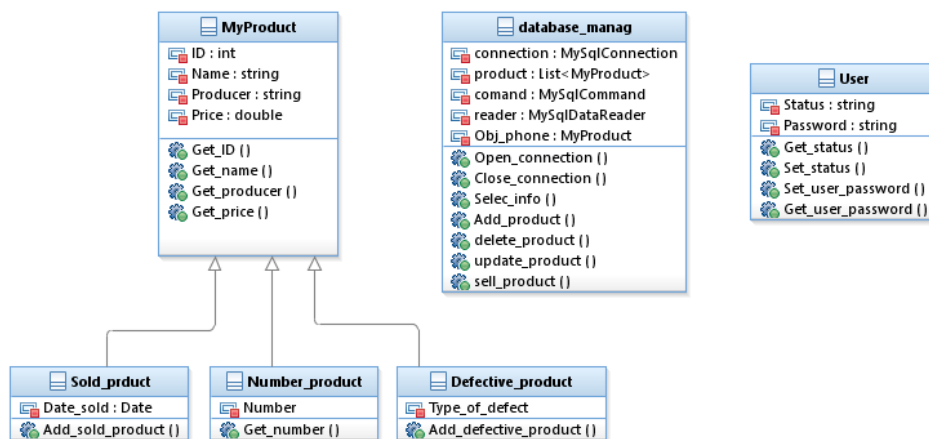 MyProduct
ID : int
Name : string
Producer : string
Price : double
Get_ID ()
Get_name ()
Get_producer ()
Get_price ()
database_manag
connection : MySqlConnection
product : List<MyProduct>
comand : MySqlCommand
reader : MySqlDataReader
Obj_phone : MyProduct
Open_connection ()
Close_connection ()
Selec_info ()
Add_product ()
delete_product ()
update_product ()
sell_product ()
User
Status : string
Password : string
Get_status ()
Set_status ()
Set_user_password ()
Get_user_password ()
Sold_prduct
Date_sold : Date
Add_sold_product ()
Number_product
Number
Get_number ()
Defective_product
Type_of_defect
Add_defective_product ()